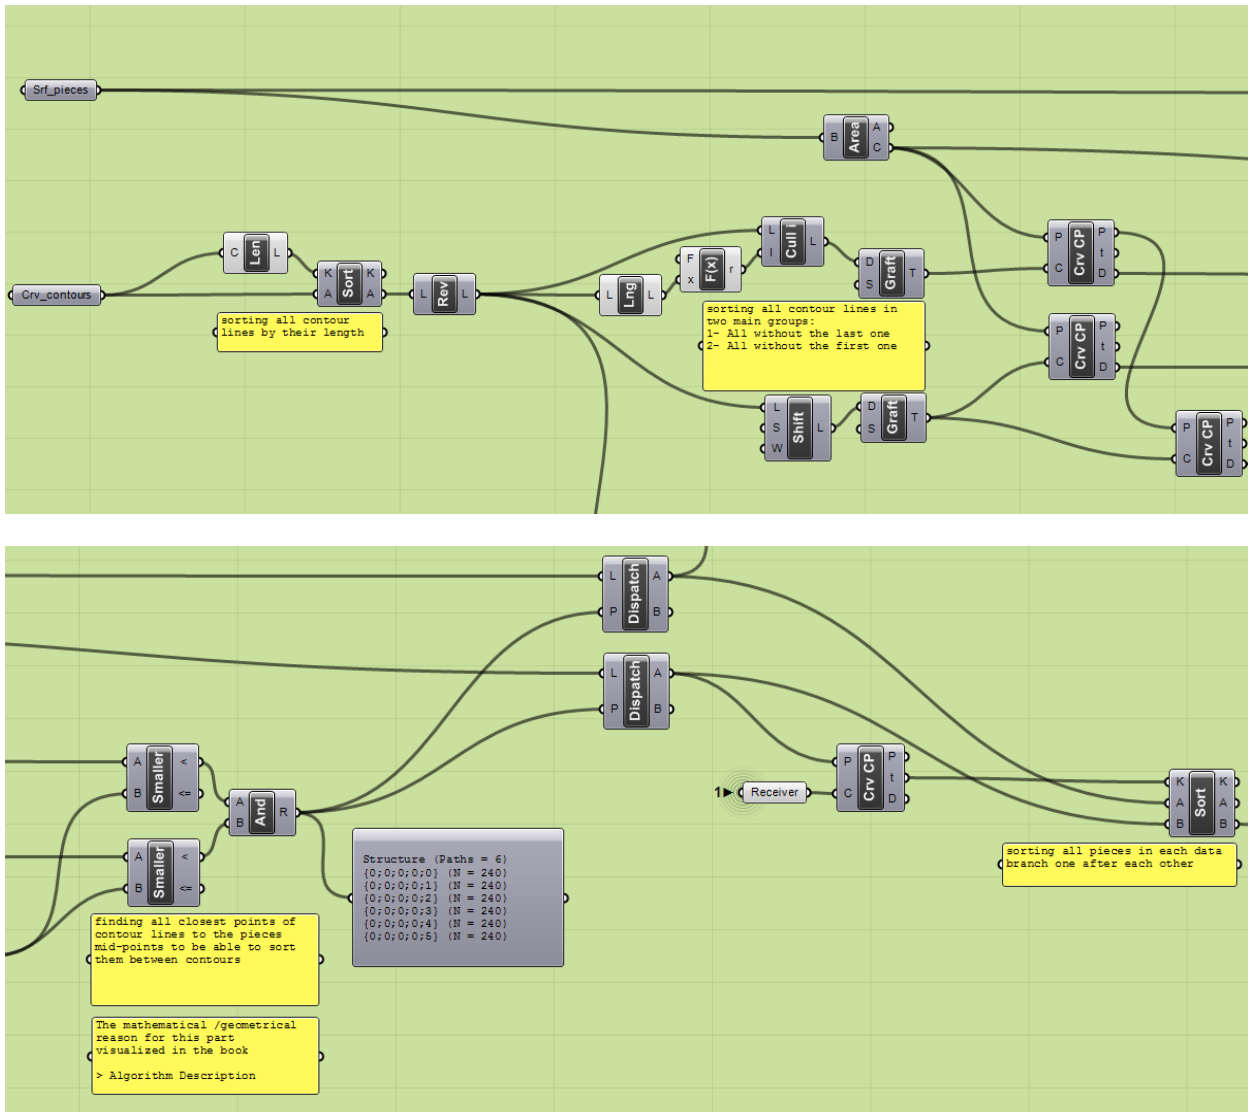 Srf_pieces
B
Area
A
C
C
Len
L
Crv_contours
K
A
Sort
K
A
L
Rev
L
sorting all contour
lines by their length
L
Lng
L
F
x
F(x)
r
L
I
Cull i
L
D
S
Graft
T
sorting all contour lines in
two main groups:
1- All without the last one
2- All without the first one
L
S
W
Shift
L
D
S
Graft
T
P
C
Crv CP
P
t
D
P
C
Crv CP
P
t
D
P
C
Crv CP
P
t
D
L
P
Dispatch
A
B
L
P
Dispatch
A
B
A
B
Smaller
<
<=
A
B
Smaller
<
<=
A
B
And
R
Structure (Paths = 6)
{0;0;0;0;0} (N = 240)
{0;0;0;0;1} (N = 240)
{0;0;0;0;2} (N = 240)
{0;0;0;0;3} (N = 240)
{0;0;0;0;4} (N = 240)
{0;0;0;0;5} (N = 240)
finding all closest points of
contour lines to the pieces
mid-points to be able to sort
them between contours
The mathematical /geometrical
reason for this part
visualized in the book
> Algorithm Description
1
Receiver
P
C
Crv CP
P
t
D
K
A
B
Sort
K
A
B
sorting all pieces in each data
branch one after each other